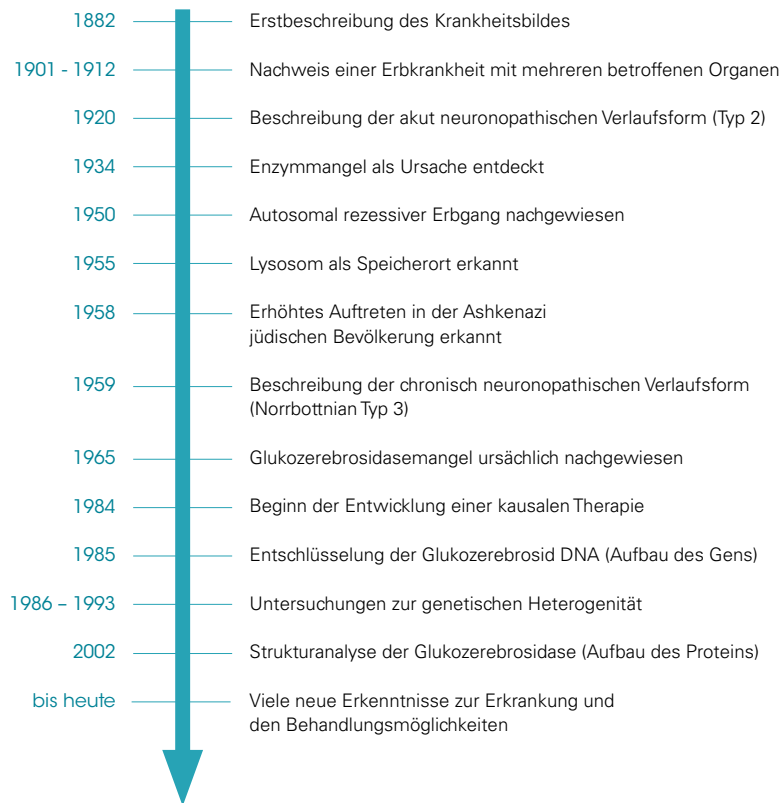 1882 Erstbeschreibung des Krankheitsbildes
1901 - 1912 Nachweis einer Erbkrankheit mit mehreren betroffenen Organen
1920 Beschreibung der akut neuronopathischen Verlaufsform (Typ 2)
1934 Enzymmangel als Ursache entdeckt
1950 Autosomal rezessiver Erbgang nachgewiesen
1955 Lysosom als Speicherort erkannt
1958 Erhöhtes Auftreten in der Ashkenazi
jüdischen Bevölkerung erkannt
1959 Beschreibung der chronisch neuronopathischen Verlaufsform
(Norrbottnian Typ 3)
1965 Glukozerebrosidasemangel ursächlich nachgewiesen
1984 Beginn der Entwicklung einer kausalen Therapie
1985 Entschlüsselung der Glukozerebrosid DNA (Aufbau des Gens)
1986 – 1993 Untersuchungen zur genetischen Heterogenität
2002 Strukturanalyse der Glukozerebrosidase (Aufbau des Proteins)
bis heute Viele neue Erkenntnisse zur Erkrankung und
den Behandlungsmöglichkeiten